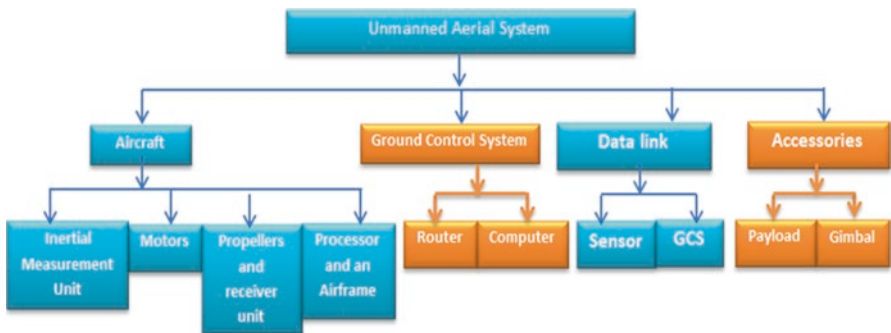 Unmanned Aerial System
Aircraft
Ground Control System
Data link
Accessories
Inertial
Measurement
Unit
Motors
Propellers
and
receiver
unit
Processor
and an
Airframe
Router
Computer
Sensor
GCS
Payload
Gimbal